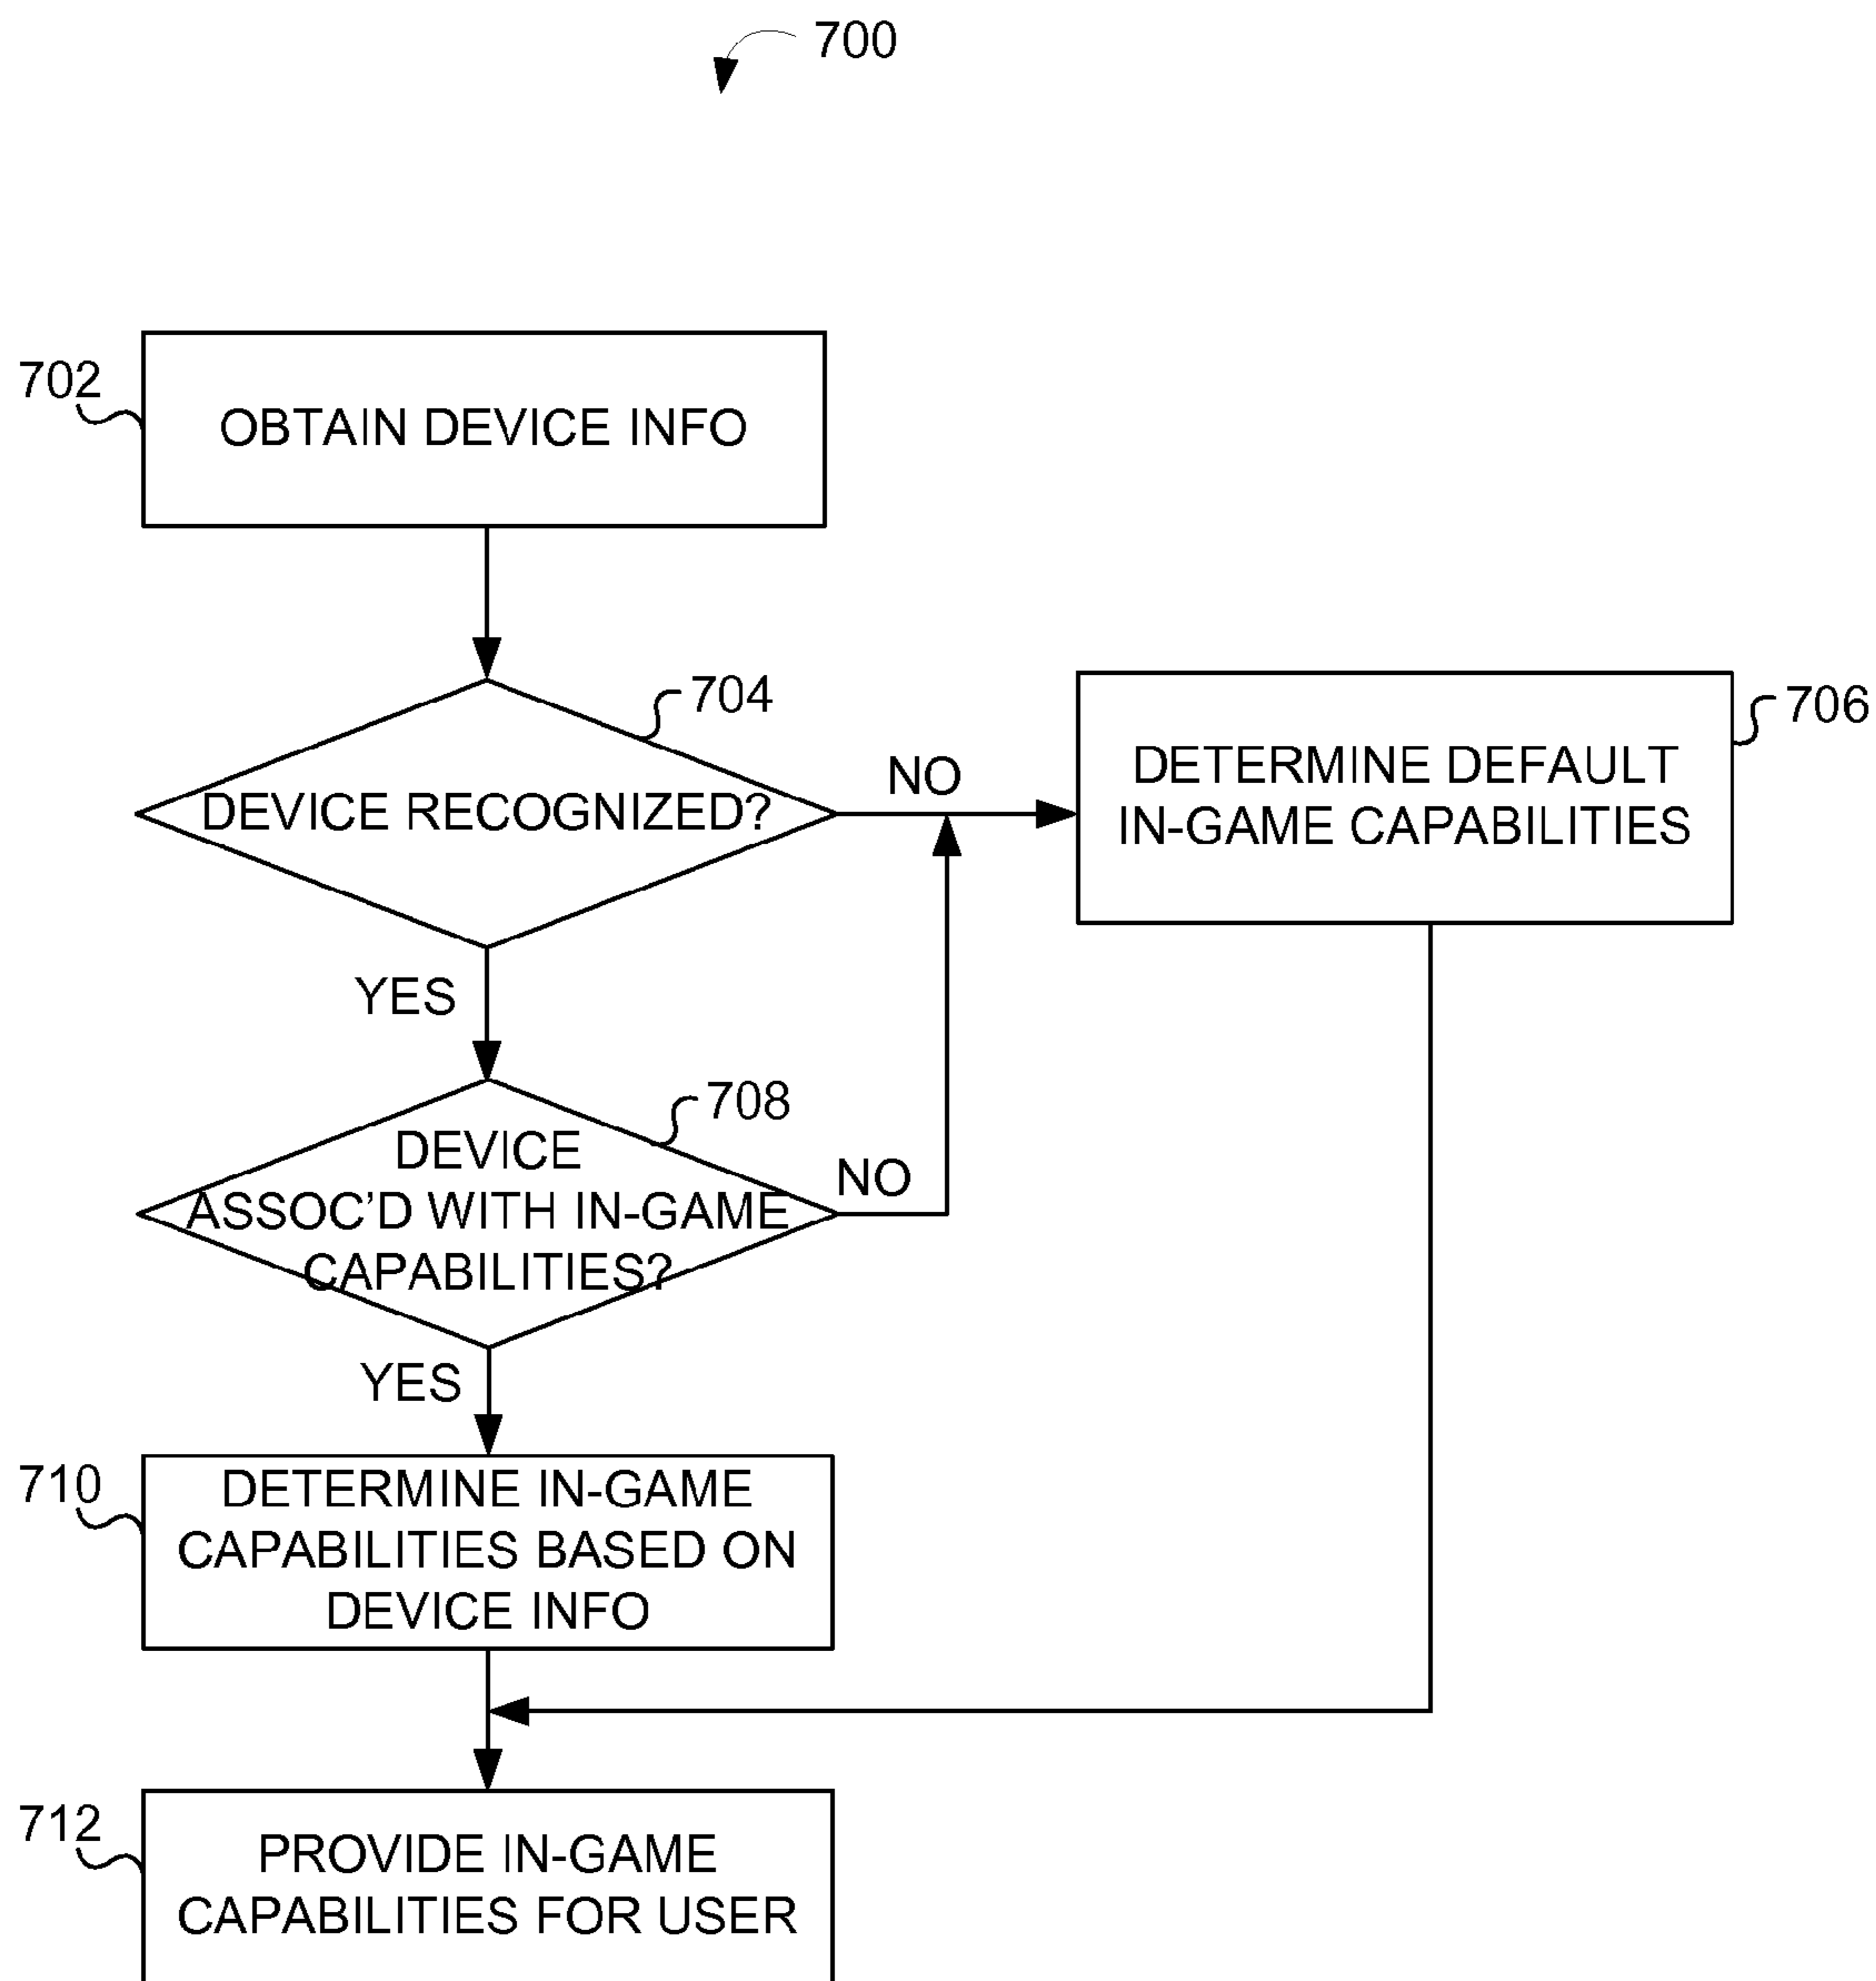 700
702
OBTAIN DEVICE INFO
704
DEVICE RECOGNIZED?
NO
706
DETERMINE DEFAULT
IN-GAME CAPABILITIES
YES
708
DEVICE
ASSOC’D WITH IN-GAME
CAPABILITIES?
NO
YES
710
DETERMINE IN-GAME
CAPABILITIES BASED ON
DEVICE INFO
712
PROVIDE IN-GAME
CAPABILITIES FOR USER